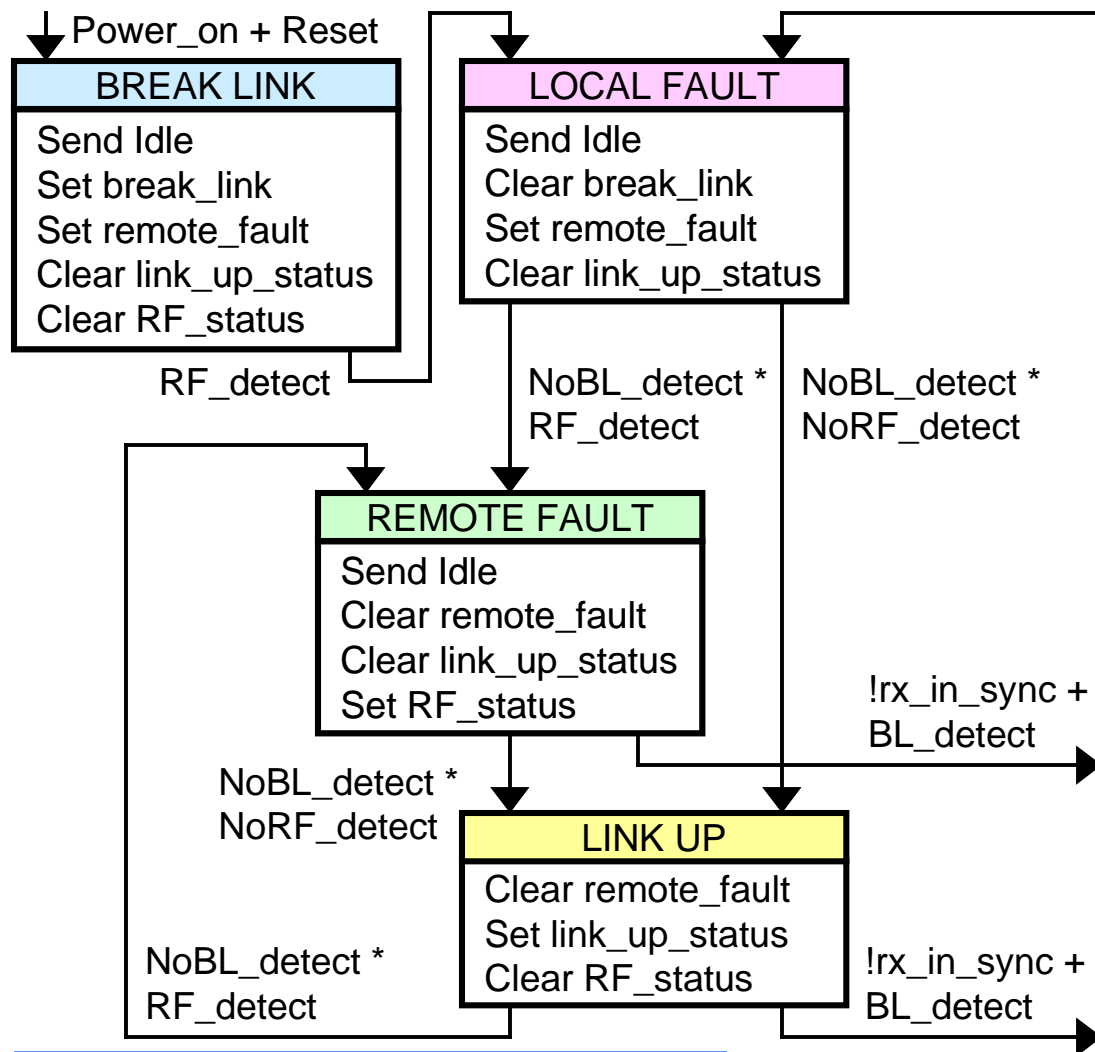 Power_on + Reset
BREAK LINK
Send Idle
Set break_link
Set remote_fault
Clear link_up_status
Clear RF_status
RF_detect
LOCAL FAULT
Send Idle
Clear break_link
Set remote_fault
Clear link_up_status
NoBL_detect *
RF_detect
NoBL_detect *
NoRF_detect
REMOTE FAULT
Send Idle
Clear remote_fault
Clear link_up_status
Set RF_status
!rx_in_sync +
BL_detect
NoBL_detect *
NoRF_detect
LINK UP
Clear remote_fault
Set link_up_status
Clear RF_status
NoBL_detect *
RF_detect
!rx_in_sync +
BL_detect